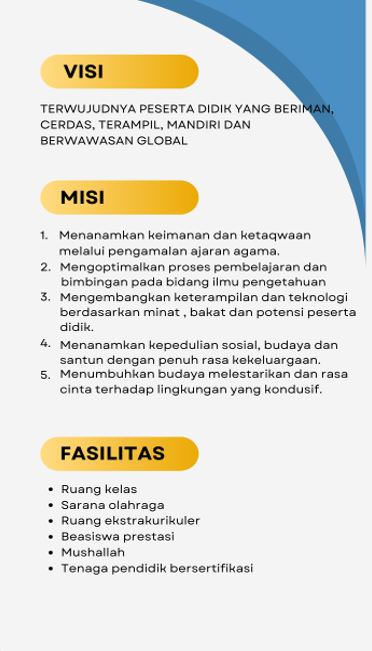 VISI
TERWUJUDNYA PESERTA DIDIK YANG BERIMAN,
CERDAS, TERAMPIL, MANDIRI DAN
BERWAWASAN GLOBAL
MISI
1. Menanamkan keimanan dan ketaqwaan
melalui pengamalan ajaran agama.
2. Mengoptimalkan proses pembelajaran dan
bimbingan pada bidang ilmu pengetahuan
3. Mengembangkan keterampilan dan teknologi
berdasarkan minat , bakat dan potensi peserta
didik.
4. Menanamkan kepedulian sosial, budaya dan
santun dengan penuh rasa kekeluargaan.
5. Menumbuhkan budaya melestarikan dan rasa
cinta terhadap lingkungan yang kondusif.
FASILITAS
• Ruang kelas
• Sarana olahraga
• Ruang ekstrakurikuler
• Beasiswa prestasi
• Mushallah
• Tenaga pendidik bersertifikasi